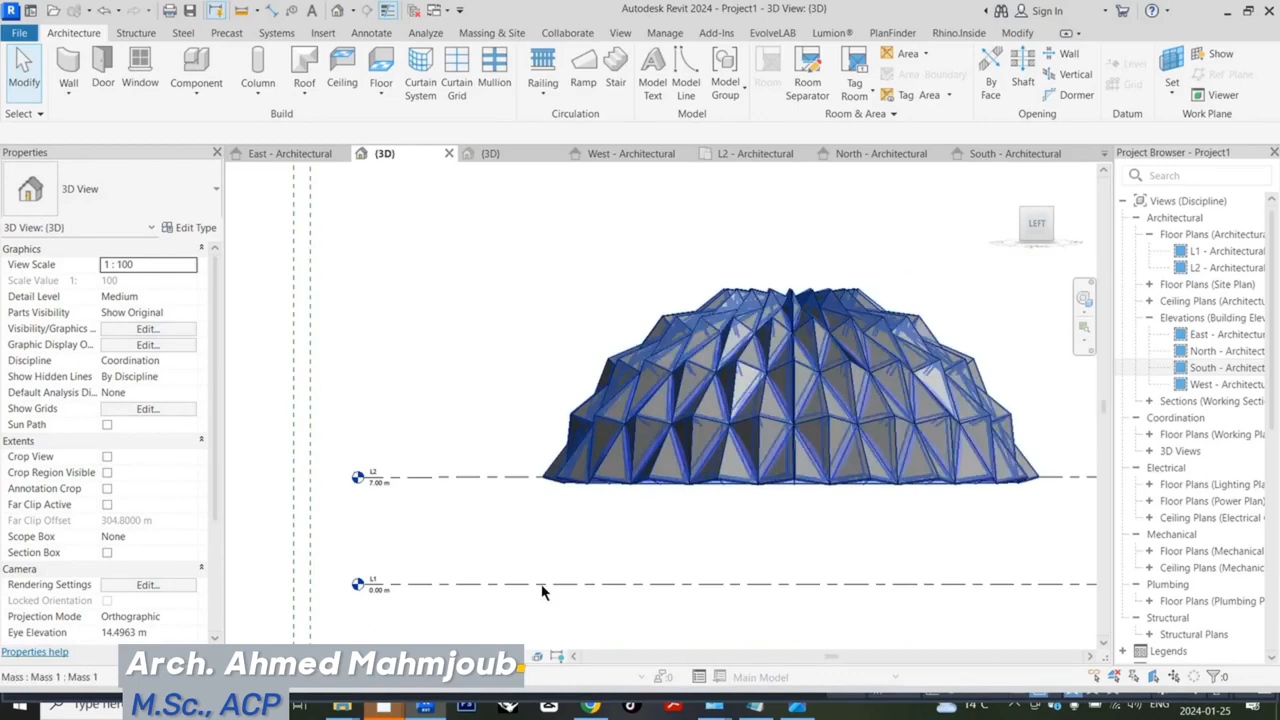 Autodesk Revit 2024 - Project1 - 3D View: {3D}
Sign In
File
Architecture
Structure
Steel
Precast
Systems
Insert
Annotate
Analyze
Massing & Site
Collaborate
View
Manage
Add-Ins
EvolveLAB
Lumion®
PlanFinder
Rhino.Inside
Modify
Modify
Wall
Door
Window
Component
Column
Roof
Ceiling
Floor
Curtain System
Curtain Grid
Mullion
Railing
Ramp
Stair
Model Text
Model Line
Model Group
Room
Room Separator
Tag Room
Area
Area Boundary
Tag Area
By Face
Shaft
Wall
Vertical
Dormer
Level
Grid
Set
Show
Ref Plane
Viewer
Select
Build
Circulation
Model
Room & Area
Opening
Datum
Work Plane
Properties
East - Architectural
{3D}
{3D}
West - Architectural
L2 - Architectural
North - Architectural
South - Architectural
Project Browser - Project1
3D View
3D View: {3D}
Edit Type
Graphics
View Scale
1 : 100
Scale Value 1:
100
Detail Level
Medium
Parts Visibility
Show Original
Visibility/Graphics ...
Edit...
Graphic Display O...
Edit...
Discipline
Coordination
Show Hidden Lines
By Discipline
Default Analysis Di...
None
Show Grids
Edit...
Sun Path
Extents
Crop View
Crop Region Visible
Annotation Crop
Far Clip Active
Far Clip Offset
304.8000 m
Scope Box
None
Section Box
Camera
Rendering Settings
Edit...
Locked Orientation
Projection Mode
Orthographic
Eye Elevation
14.4963 m
Properties help
LEFT
L2
7.00 m
L1
0.00 m
Search
Views (Discipline)
Architectural
Floor Plans (Architectura
L1 - Architectural
L2 - Architectural
Floor Plans (Site Plan)
Ceiling Plans (Architectu
Elevations (Building Elev
East - Architectu
North - Architect
South - Architect
West - Architectu
Sections (Working Secti
Coordination
Floor Plans (Working Pl
3D Views
Electrical
Floor Plans (Lighting Pla
Floor Plans (Power Plan)
Ceiling Plans (Electrical
Mechanical
Floor Plans (Mechanical
Ceiling Plans (Mechanic
Plumbing
Floor Plans (Plumbing P
Structural
Structural Plans
Legends
Arch. Ahmed Mahmjoub
M.Sc., ACP
Mass : Mass 1 : Mass 1
:0
Main Model
:0
14°C
ENG
2024-01-25